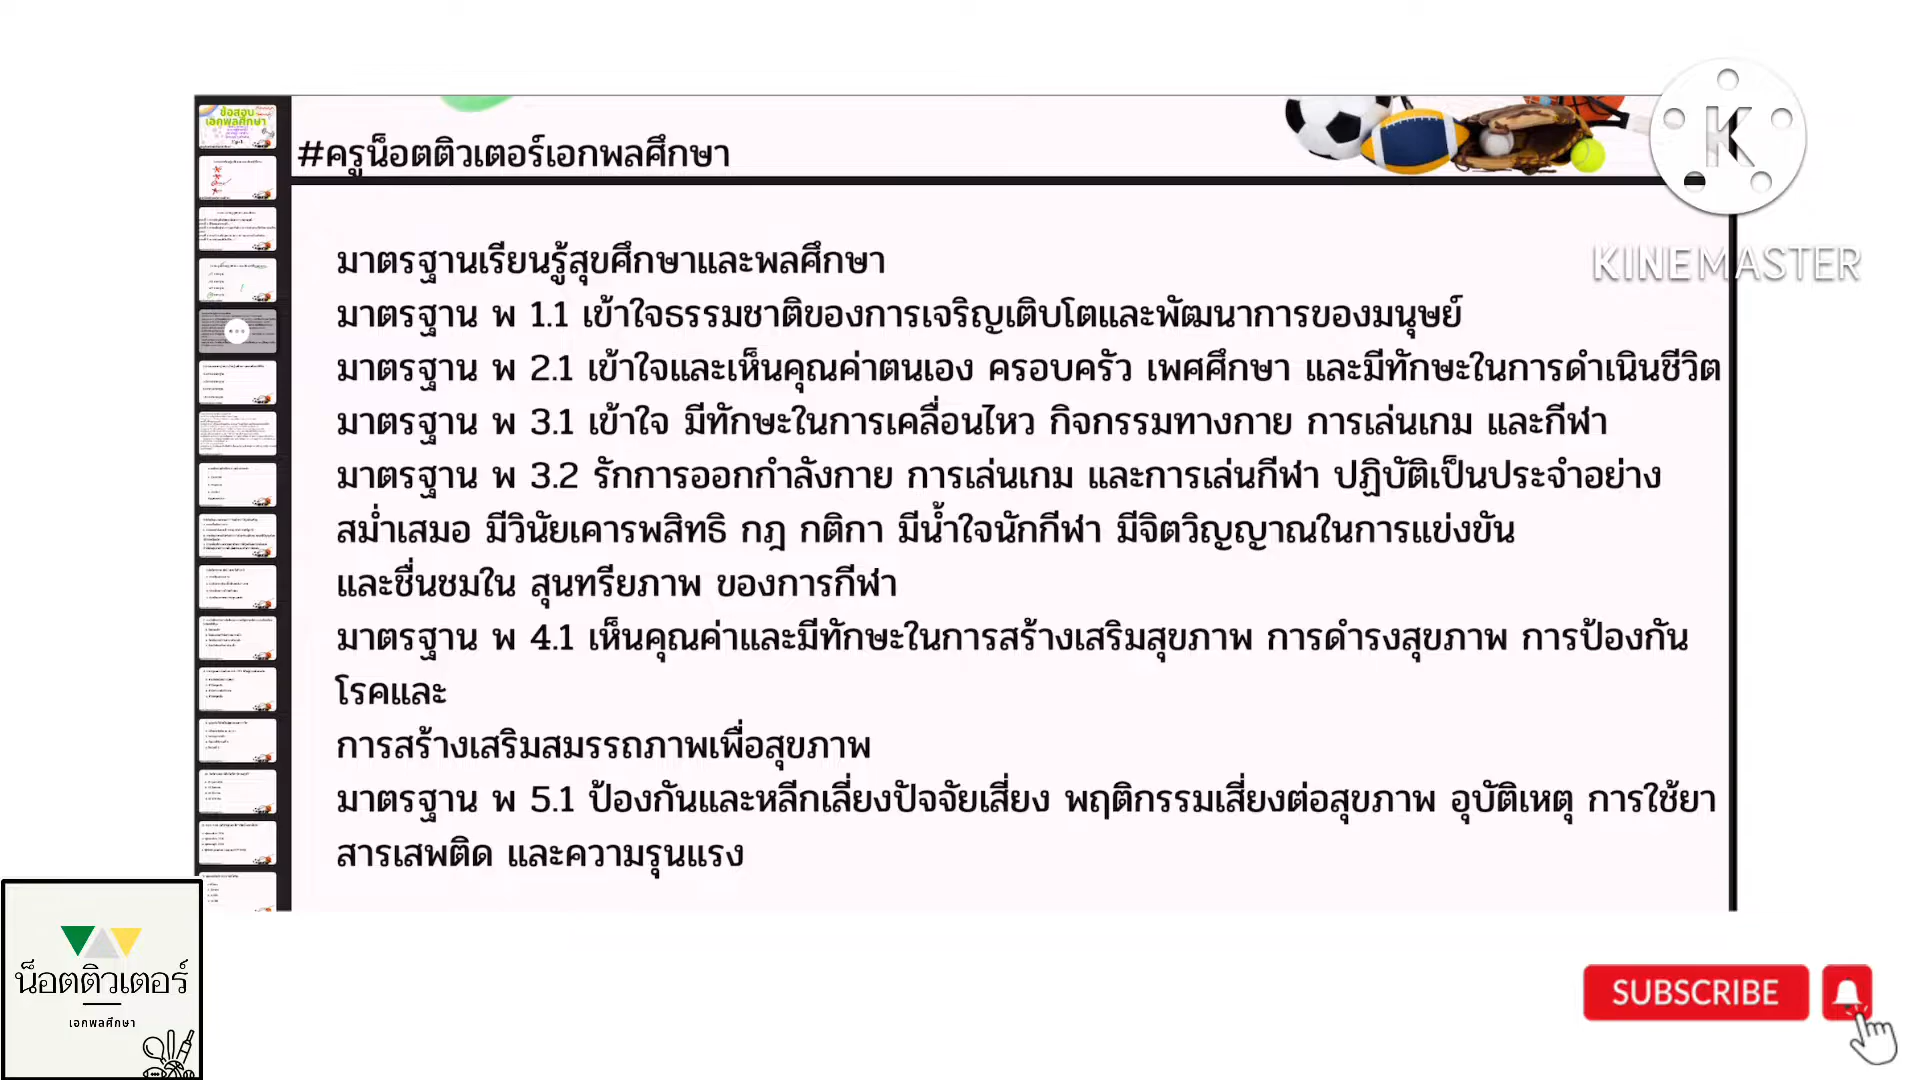 ข้อสอบ
เอกพลศึกษา
#ครูน็อตติวเตอร์เอกพลศึกษา
K
KINEMASTER
มาตรฐานเรียนรู้สุขศึกษาและพลศึกษา
มาตรฐาน พ 1.1 เข้าใจธรรมชาติของการเจริญเติบโตและพัฒนาการของมนุษย์
มาตรฐาน พ 2.1 เข้าใจและเห็นคุณค่าตนเอง ครอบครัว เพศศึกษา และมีทักษะในการดำเนินชีวิต
มาตรฐาน พ 3.1 เข้าใจ มีทักษะในการเคลื่อนไหว กิจกรรมทางกาย การเล่นเกม และกีฬา
มาตรฐาน พ 3.2 รักการออกกำลังกาย การเล่นเกม และการเล่นกีฬา ปฏิบัติเป็นประจำอย่าง
สม่ำเสมอ มีวินัยเคารพสิทธิ กฎ กติกา มีน้ำใจนักกีฬา มีจิตวิญญาณในการแข่งขัน
และชื่นชมใน สุนทรียภาพ ของการกีฬา
มาตรฐาน พ 4.1 เห็นคุณค่าและมีทักษะในการสร้างเสริมสุขภาพ การดำรงสุขภาพ การป้องกัน
โรคและ
การสร้างเสริมสมรรถภาพเพื่อสุขภาพ
มาตรฐาน พ 5.1 ป้องกันและหลีกเลี่ยงปัจจัยเสี่ยง พฤติกรรมเสี่ยงต่อสุขภาพ อุบัติเหตุ การใช้ยา
สารเสพติด และความรุนแรง
น็อตติวเตอร์
เอกพลศึกษา
SUBSCRIBE